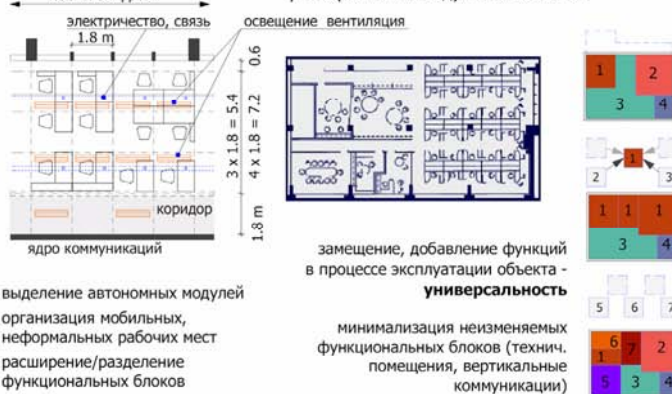 электричество, связь
освещение вентиляция
1.8 m
0.6
3 x 1.8 = 5.4
4 x 1.8 = 7.2
1.8 m
коридор
ядро коммуникаций
выделение автономных модулей
организация мобильных,
неформальных рабочих мест
расширение/разделение
функциональных блоков
замещение, добавление функций
в процессе эксплуатации объекта -
универсальность
минимализация неизменяемых
функциональных блоков (технич.
помещения, вертикальные
коммуникации)
1
2
3
4
1
2
3
1
1
1
3
4
5
6
7
6
1
7
2
5
3
4